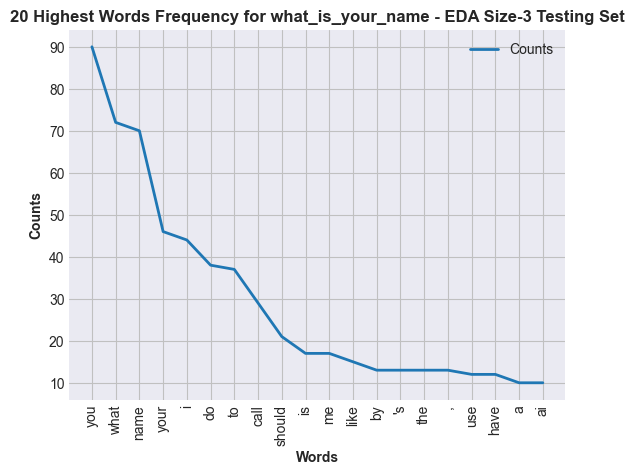 20 Highest Words Frequency for what_is_your_name - EDA Size-3 Testing Set
Counts
90
80
70
60
50
40
30
20
10
Counts
you
what
name
your
i
do
to
call
should
is
me
like
by
's
the
,
use
have
a
ai
Words